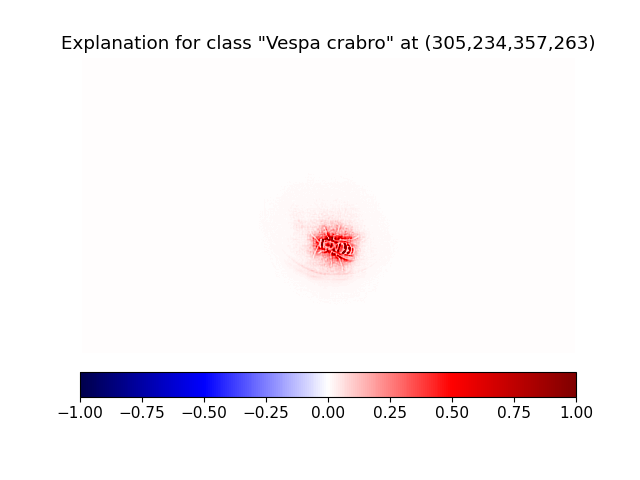 Explanation for class "Vespa crabro" at (305,234,357,263)
−1.00 −0.75 −0.50 −0.25 0.00 0.25 0.50 0.75 1.00